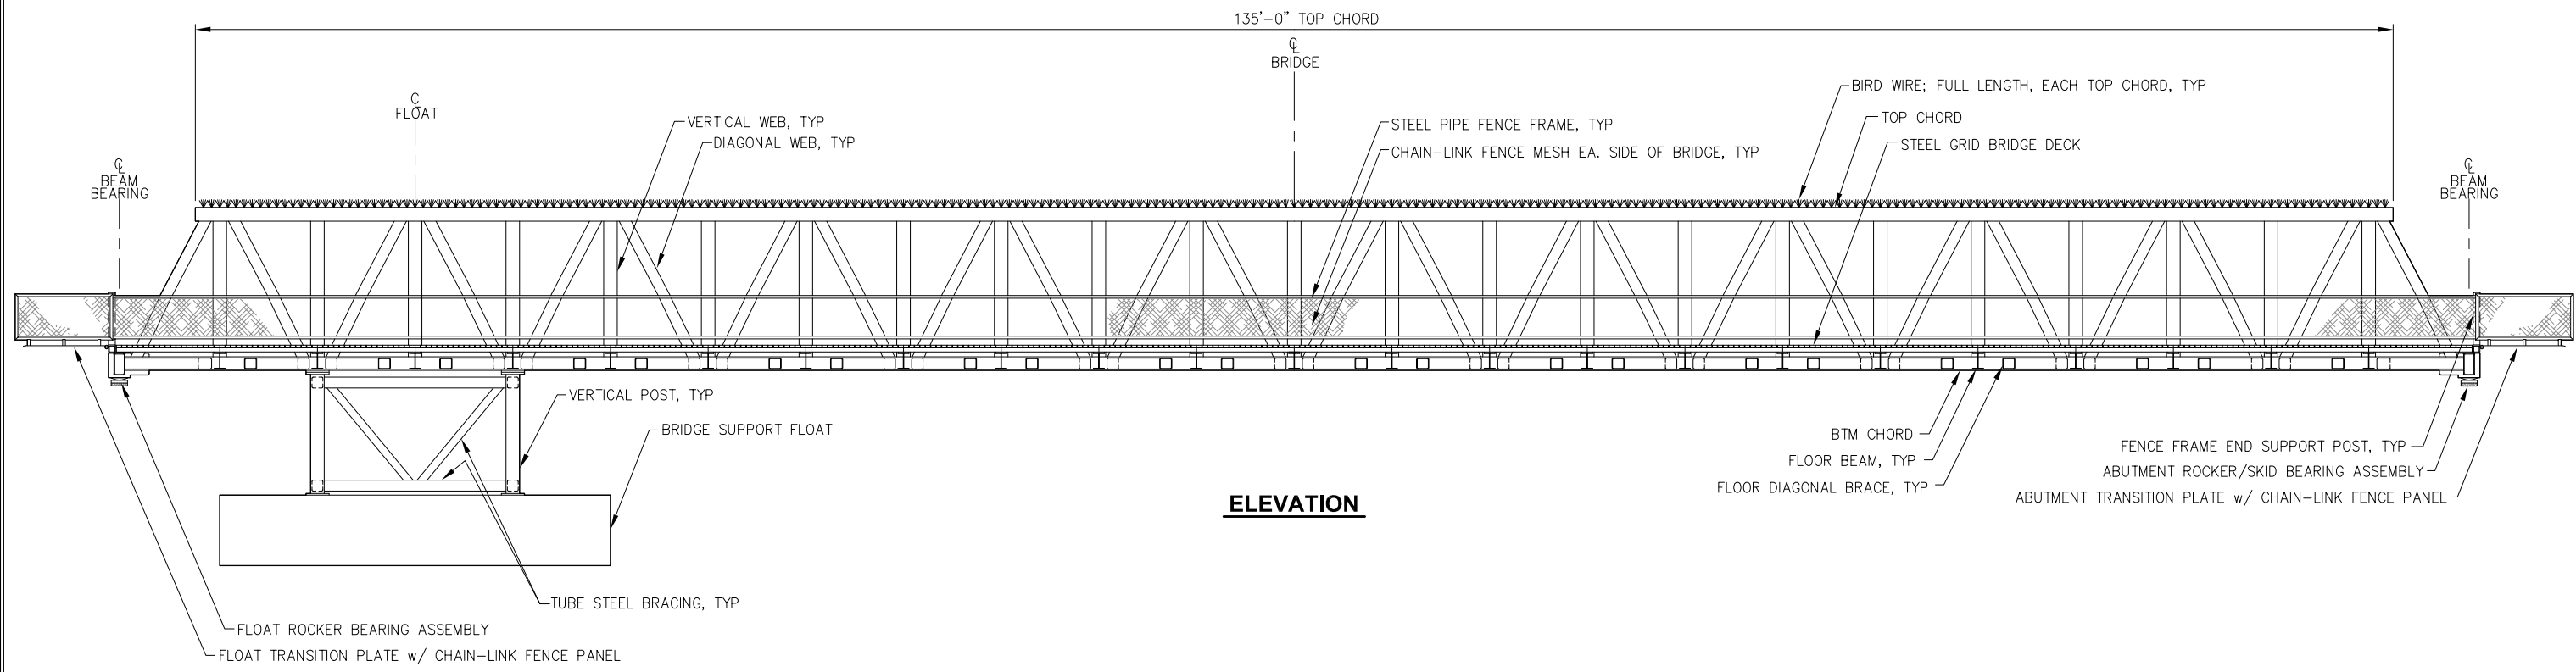 135'-0" TOP CHORD
℄
BRIDGE
℄
FLOAT
℄
BEAM
BEARING
VERTICAL WEB, TYP
DIAGONAL WEB, TYP
STEEL PIPE FENCE FRAME, TYP
CHAIN-LINK FENCE MESH EA. SIDE OF BRIDGE, TYP
BIRD WIRE; FULL LENGTH, EACH TOP CHORD, TYP
TOP CHORD
STEEL GRID BRIDGE DECK
℄
BEAM
BEARING
VERTICAL POST, TYP
BRIDGE SUPPORT FLOAT
TUBE STEEL BRACING, TYP
FLOAT ROCKER BEARING ASSEMBLY
FLOAT TRANSITION PLATE w/ CHAIN-LINK FENCE PANEL
ELEVATION
BTM CHORD
FLOOR BEAM, TYP
FLOOR DIAGONAL BRACE, TYP
FENCE FRAME END SUPPORT POST, TYP
ABUTMENT ROCKER/SKID BEARING ASSEMBLY
ABUTMENT TRANSITION PLATE w/ CHAIN-LINK FENCE PANEL